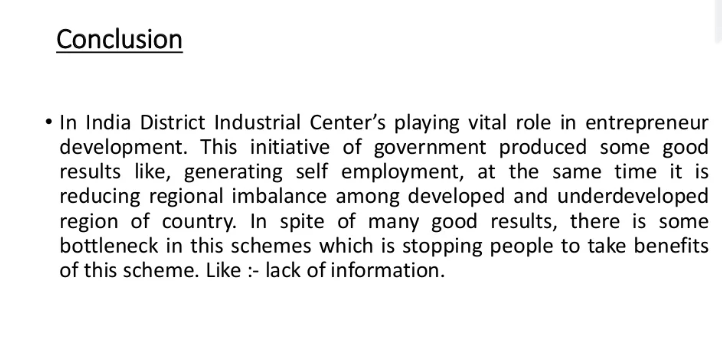 Conclusion
• In India District Industrial Center’s playing vital role in entrepreneur
development. This initiative of government produced some good
results like, generating self employment, at the same time it is
reducing regional imbalance among developed and underdeveloped
region of country. In spite of many good results, there is some
bottleneck in this schemes which is stopping people to take benefits
of this scheme. Like :- lack of information.